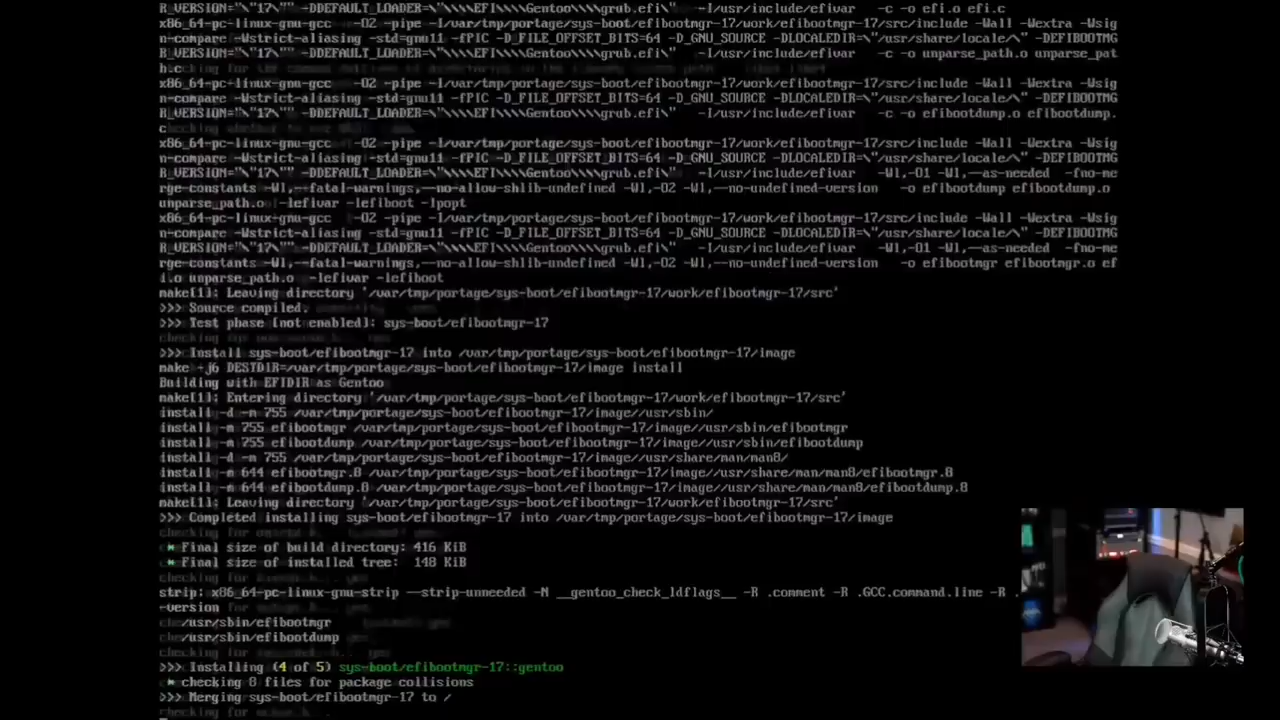 R_VERSION="\"17\"" -DDEFAULT_LOADER=\"\\\\EFI\\\\Gentoo\\\\grub.efi\" -I/usr/include/efivar -c -o efi.o efi.c
x86_64-pc-linux-gnu-gcc -O2 -pipe -I/var/tmp/portage/sys-boot/efibootmgr-17/work/efibootmgr-17/src/include -Wall -Wextra -Wsig
n-compare -Wstrict-aliasing -std=gnu11 -fPIC -D_FILE_OFFSET_BITS=64 -D_GNU_SOURCE -DLOCALEDIR=\"/usr/share/locale/\" -DEFIBOOTMG
R_VERSION="\"17\"" -DDEFAULT_LOADER=\"\\\\EFI\\\\Gentoo\\\\grub.efi\" -I/usr/include/efivar -c -o unparse_path.o unparse_pat
h.c
x86_64-pc-linux-gnu-gcc -O2 -pipe -I/var/tmp/portage/sys-boot/efibootmgr-17/work/efibootmgr-17/src/include -Wall -Wextra -Wsig
n-compare -Wstrict-aliasing -std=gnu11 -fPIC -D_FILE_OFFSET_BITS=64 -D_GNU_SOURCE -DLOCALEDIR=\"/usr/share/locale/\" -DEFIBOOTMG
R_VERSION="\"17\"" -DDEFAULT_LOADER=\"\\\\EFI\\\\Gentoo\\\\grub.efi\" -I/usr/include/efivar -c -o efibootdump.o efibootdump.
c
x86_64-pc-linux-gnu-gcc -O2 -pipe -I/var/tmp/portage/sys-boot/efibootmgr-17/work/efibootmgr-17/src/include -Wall -Wextra -Wsig
n-compare -Wstrict-aliasing -std=gnu11 -fPIC -D_FILE_OFFSET_BITS=64 -D_GNU_SOURCE -DLOCALEDIR=\"/usr/share/locale/\" -DEFIBOOTMG
R_VERSION="\"17\"" -DDEFAULT_LOADER=\"\\\\EFI\\\\Gentoo\\\\grub.efi\" -I/usr/include/efivar -Wl,-O1 -Wl,--as-needed -fno-me
rge-constants -Wl,--fatal-warnings,--no-allow-shlib-undefined -Wl,-O2 -Wl,--no-undefined-version -o efibootdump efibootdump.o
unparse_path.o -lefivar -lefiboot -lpopt
x86_64-pc-linux-gnu-gcc -O2 -pipe -I/var/tmp/portage/sys-boot/efibootmgr-17/work/efibootmgr-17/src/include -Wall -Wextra -Wsig
n-compare -Wstrict-aliasing -std=gnu11 -fPIC -D_FILE_OFFSET_BITS=64 -D_GNU_SOURCE -DLOCALEDIR=\"/usr/share/locale/\" -DEFIBOOTMG
R_VERSION="\"17\"" -DDEFAULT_LOADER=\"\\\\EFI\\\\Gentoo\\\\grub.efi\" -I/usr/include/efivar -Wl,-O1 -Wl,--as-needed -fno-me
rge-constants -Wl,--fatal-warnings,--no-allow-shlib-undefined -Wl,-O2 -Wl,--no-undefined-version -o efibootmgr efibootmgr.o ef
i.o unparse_path.o -lefivar -lefiboot
make[1]: Leaving directory '/var/tmp/portage/sys-boot/efibootmgr-17/work/efibootmgr-17/src'
>>> Source compiled.
>>> Test phase [not enabled]: sys-boot/efibootmgr-17
>>> Install sys-boot/efibootmgr-17 into /var/tmp/portage/sys-boot/efibootmgr-17/image
make -j6 DESTDIR=/var/tmp/portage/sys-boot/efibootmgr-17/image install
Building with EFIDIR as Gentoo
make[1]: Entering directory '/var/tmp/portage/sys-boot/efibootmgr-17/work/efibootmgr-17/src'
install -d -m 755 /var/tmp/portage/sys-boot/efibootmgr-17/image//usr/sbin/
install -m 755 efibootmgr /var/tmp/portage/sys-boot/efibootmgr-17/image//usr/sbin/efibootmgr
install -m 755 efibootdump /var/tmp/portage/sys-boot/efibootmgr-17/image//usr/sbin/efibootdump
install -d -m 755 /var/tmp/portage/sys-boot/efibootmgr-17/image//usr/share/man/man8/
install -m 644 efibootmgr.8 /var/tmp/portage/sys-boot/efibootmgr-17/image//usr/share/man/man8/efibootmgr.8
install -m 644 efibootdump.8 /var/tmp/portage/sys-boot/efibootmgr-17/image//usr/share/man/man8/efibootdump.8
make[1]: Leaving directory '/var/tmp/portage/sys-boot/efibootmgr-17/work/efibootmgr-17/src'
>>> Completed installing sys-boot/efibootmgr-17 into /var/tmp/portage/sys-boot/efibootmgr-17/image
* Final size of build directory: 416 KiB
* Final size of installed tree: 148 KiB
strip: x86_64-pc-linux-gnu-strip --strip-unneeded -N __gentoo_check_ldflags__ -R .comment -R .GCC.command.line -R .
-version
/usr/sbin/efibootmgr
/usr/sbin/efibootdump
>>> Installing (4 of 5) sys-boot/efibootmgr-17::gentoo
* checking 8 files for package collisions
>>> Merging sys-boot/efibootmgr-17 to /